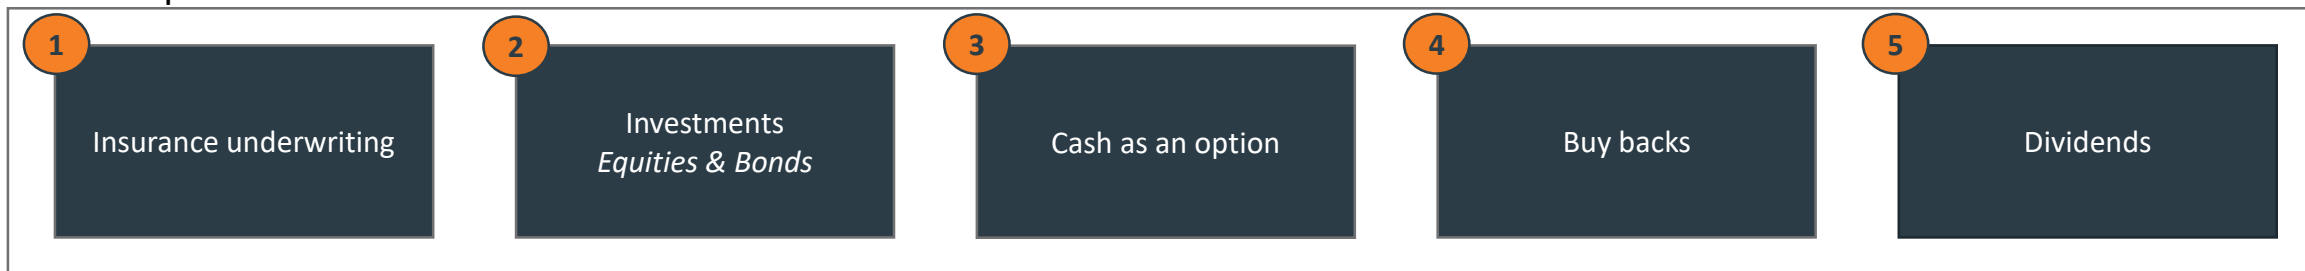 1
Insurance underwriting
2
Investments
Equities & Bonds
3
Cash as an option
4
Buy backs
5
Dividends